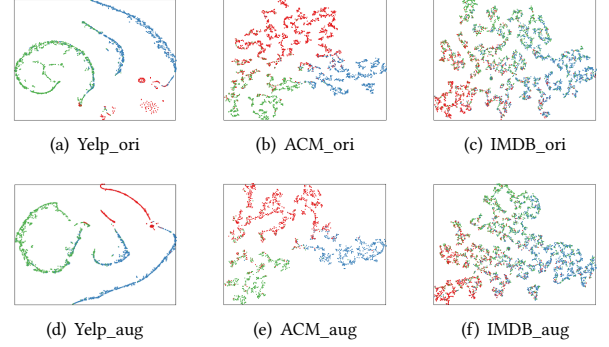 (a) Yelp_ori (b) ACM_ori (c) IMDB_ori
(d) Yelp_aug (e) ACM_aug (f) IMDB_aug